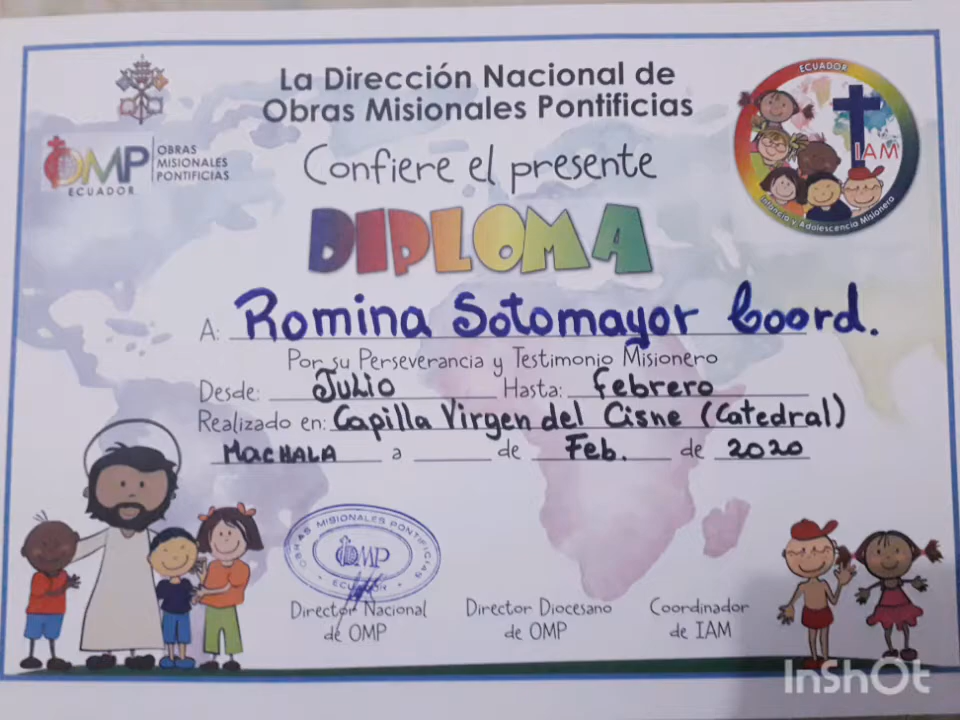 La Dirección Nacional de
Obras Misionales Pontificias
OMP
ECUADOR
OBRAS
MISIONALES
PONTIFICIAS
ECUADOR
IAM
Infancia y Adolescencia Misionera
Confiere el presente
DIPLOMA
A: Romina Sotomayor Coord.
Por su Perseverancia y Testimonio Misionero
Desde: Julio Hasta: febrero
Realizado en: Capilla Virgen del Cisne (Catedral)
MACHALA a de Feb. de 2020
OBRAS MISIONALES PONTIFICIAS
OMP
ECUADOR
Director Nacional
de OMP
Director Diocesano
de OMP
Coordinador
de IAM
InShOt